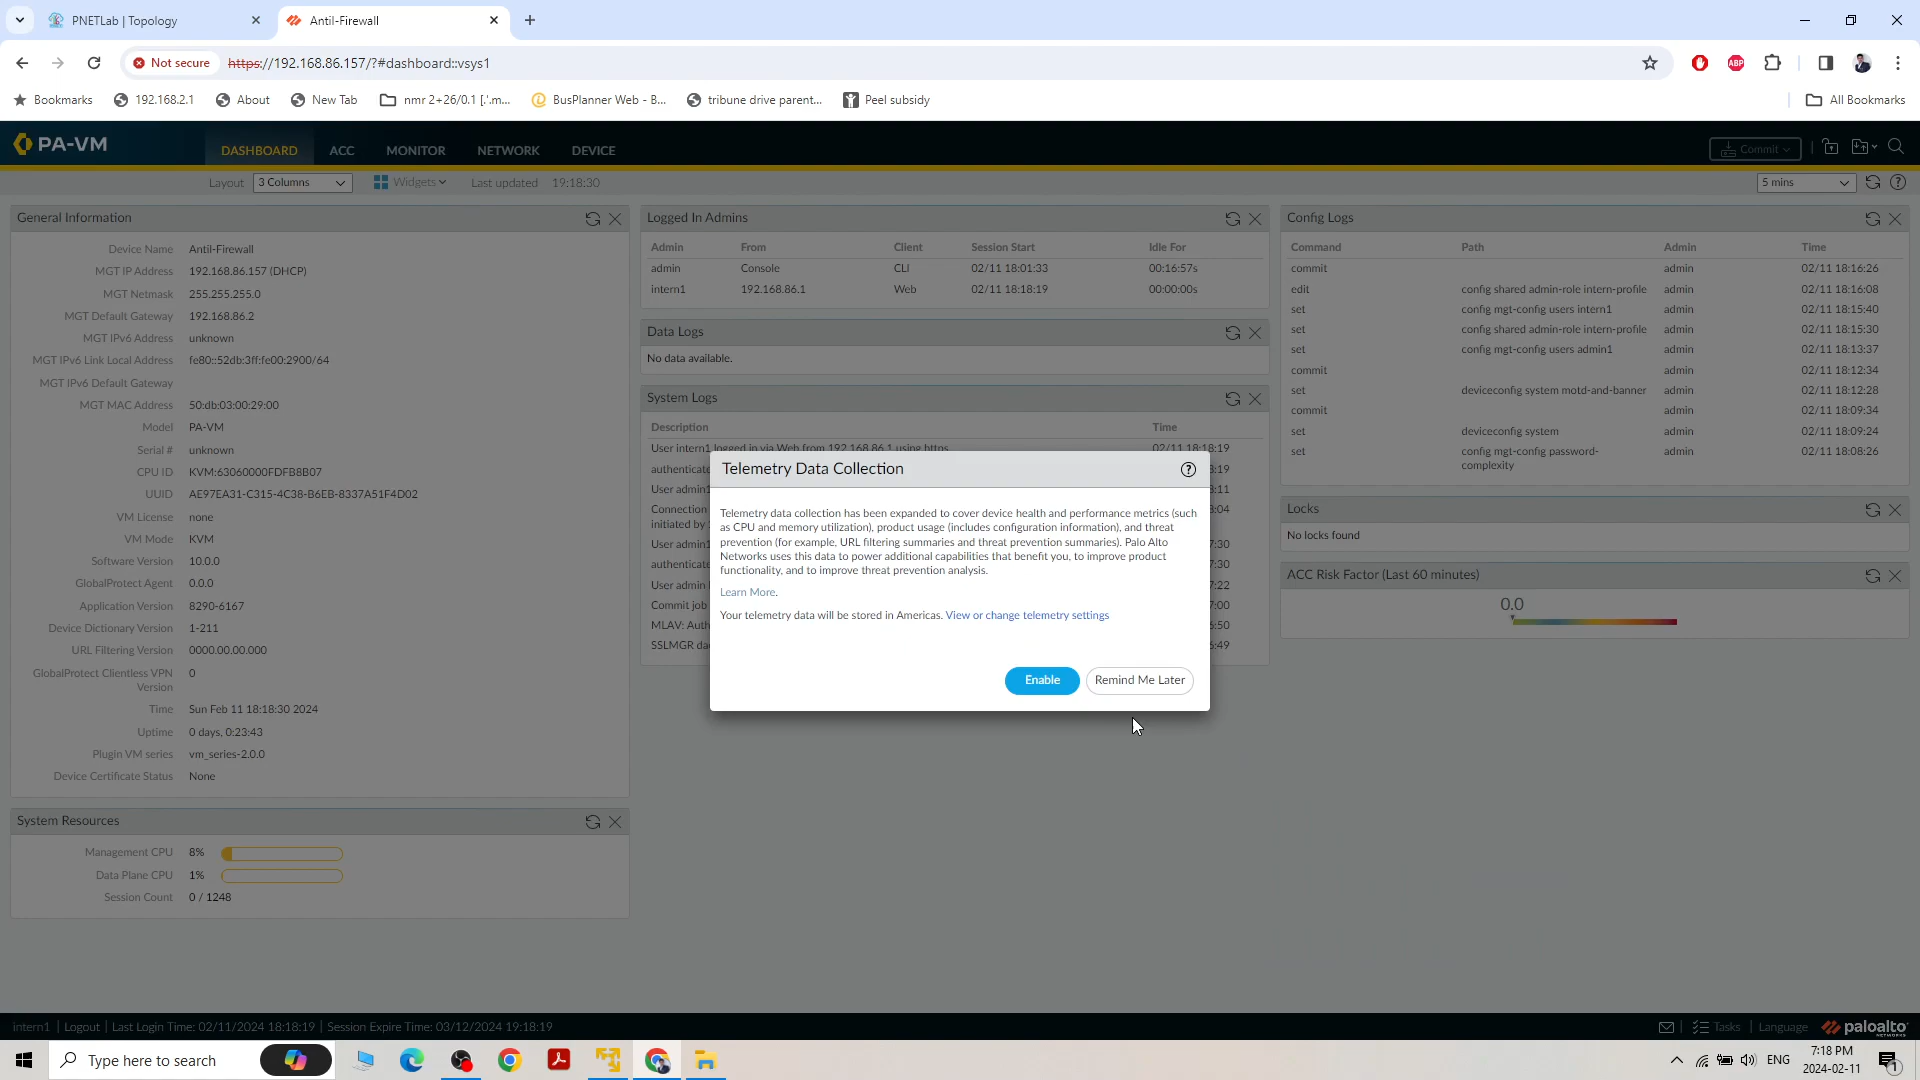 PNETLab | Topology
Antil-Firewall
Not secure
https://192.168.86.157/?#dashboard::vsys1
Bookmarks
192.168.2.1
About
New Tab
nmr 2+26/0.1 [.'.m...
BusPlanner Web - B...
tribune drive parent...
Peel subsidy
All Bookmarks
PA-VM
DASHBOARD
ACC
MONITOR
NETWORK
DEVICE
Commit
Layout
3 Columns
Widgets
Last updated 19:18:30
5 mins
General Information
Device Name Antil-Firewall
MGT IP Address 192.168.86.157 (DHCP)
MGT Netmask 255.255.255.0
MGT Default Gateway 192.168.86.2
MGT IPv6 Address unknown
MGT IPv6 Link Local Address fe80::52db:3ff:fe00:2900/64
MGT IPv6 Default Gateway
MGT MAC Address 50:db:03:00:29:00
Model PA-VM
Serial # unknown
CPU ID KVM:63060000FDFB8B07
UUID AE97EA31-C315-4C38-B6EB-8337A51F4D02
VM License none
VM Mode KVM
Software Version 10.0.0
GlobalProtect Agent 0.0.0
Application Version 8290-6167
Device Dictionary Version 1-211
URL Filtering Version 0000.00.00.000
GlobalProtect Clientless VPN 0
Version
Time Sun Feb 11 18:18:30 2024
Uptime 0 days, 0:23:43
Plugin VM series vm_series-2.0.0
Device Certificate Status None
System Resources
Management CPU 8%
Data Plane CPU 1%
Session Count 0 / 1248
Logged In Admins
Admin From Client Session Start Idle For
admin Console CLI 02/11 18:01:33 00:16:57s
intern1 192.168.86.1 Web 02/11 18:18:19 00:00:00s
Data Logs
No data available.
System Logs
Description Time
User intern1 logged in via Web from 192.168.86.1 using https 02/11 18:18:19
authenticate 8:19
User admin1 8:11
Connection 8:04
initiated by
User admin1 7:30
authenticate 7:30
User admin 7:22
Commit job 7:00
MLAV: Auth 6:50
SSLMGR da 6:49
Telemetry Data Collection
Telemetry data collection has been expanded to cover device health and performance metrics (such
as CPU and memory utilization), product usage (includes configuration information), and threat
prevention (for example, URL filtering summaries and threat prevention summaries). Palo Alto
Networks uses this data to power additional capabilities that benefit you, to improve product
functionality, and to improve threat prevention analysis.
Learn More.
Your telemetry data will be stored in Americas. View or change telemetry settings
Enable
Remind Me Later
Config Logs
Command Path Admin Time
commit admin 02/11 18:16:26
edit config shared admin-role intern-profile admin 02/11 18:16:08
set config mgt-config users intern1 admin 02/11 18:15:40
set config shared admin-role intern-profile admin 02/11 18:15:30
set config mgt-config users admin1 admin 02/11 18:13:37
commit admin 02/11 18:12:34
set deviceconfig system motd-and-banner admin 02/11 18:12:28
commit admin 02/11 18:09:34
set deviceconfig system admin 02/11 18:09:24
set config mgt-config password- admin 02/11 18:08:26
complexity
Locks
No locks found
ACC Risk Factor (Last 60 minutes)
0.0
intern1 | Logout | Last Login Time: 02/11/2024 18:18:19 | Session Expire Time: 03/12/2024 19:18:19
Tasks | Language
paloalto
NETWORKS
Type here to search
ENG
7:18 PM
2024-02-11
1
ABP